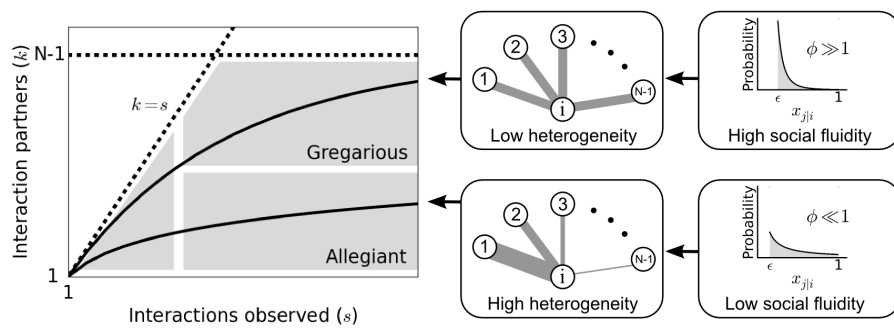 Interaction partners (k)
N-1
k=s
Gregarious
Allegiant
1
1
Interactions observed (s)
1
2
3
i
N-1
Low heterogeneity
Probability
ϕ≫1
ϵ
1
x_{j|i}
High social fluidity
1
2
3
i
N-1
High heterogeneity
Probability
ϕ≪1
ϵ
1
x_{j|i}
Low social fluidity